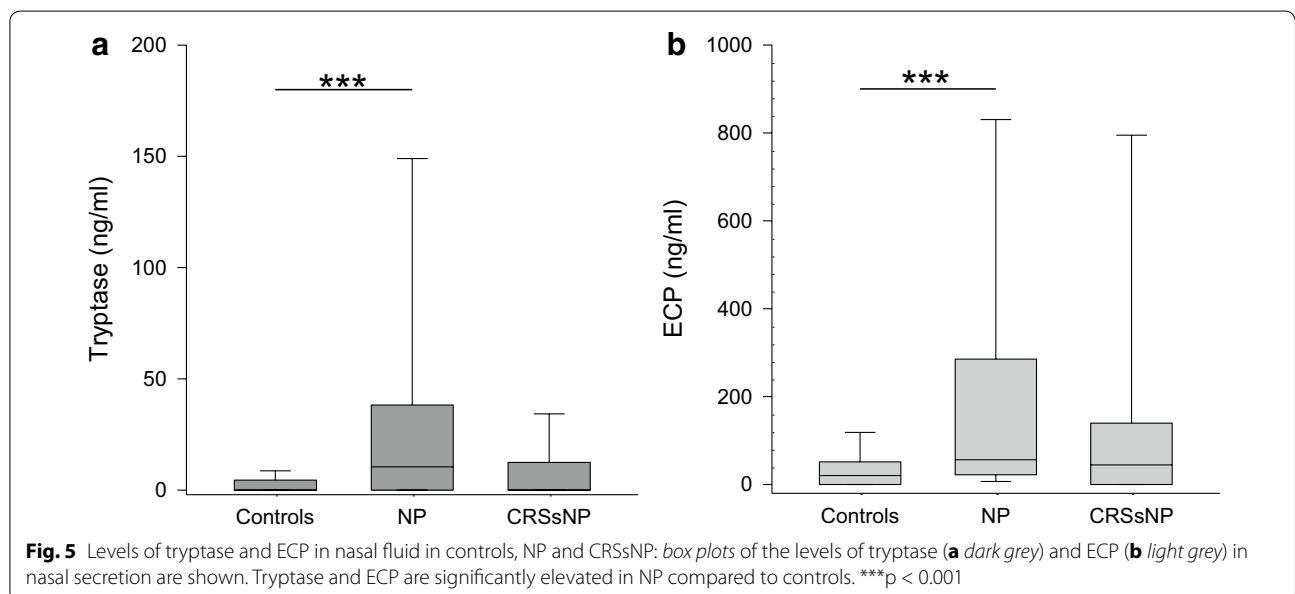 a
200
150
100
50
0
Tryptase (ng/ml)
***
Controls NP CRSsNP
b
1000
800
600
400
200
0
ECP (ng/ml)
***
Controls NP CRSsNP
Fig. 5 Levels of tryptase and ECP in nasal fluid in controls, NP and CRSsNP: box plots of the levels of tryptase (a dark grey) and ECP (b light grey) in
nasal secretion are shown. Tryptase and ECP are significantly elevated in NP compared to controls. ***p < 0.001